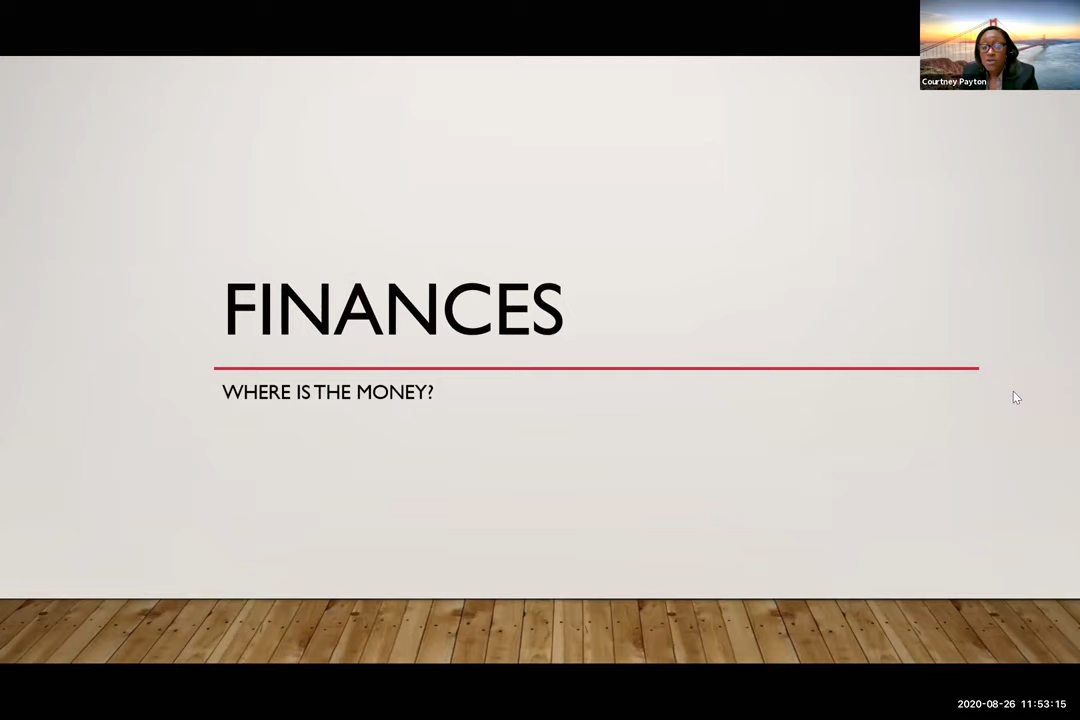 Courtney Payton
FINANCES
WHERE IS THE MONEY?
2020-08-26 11:53:15